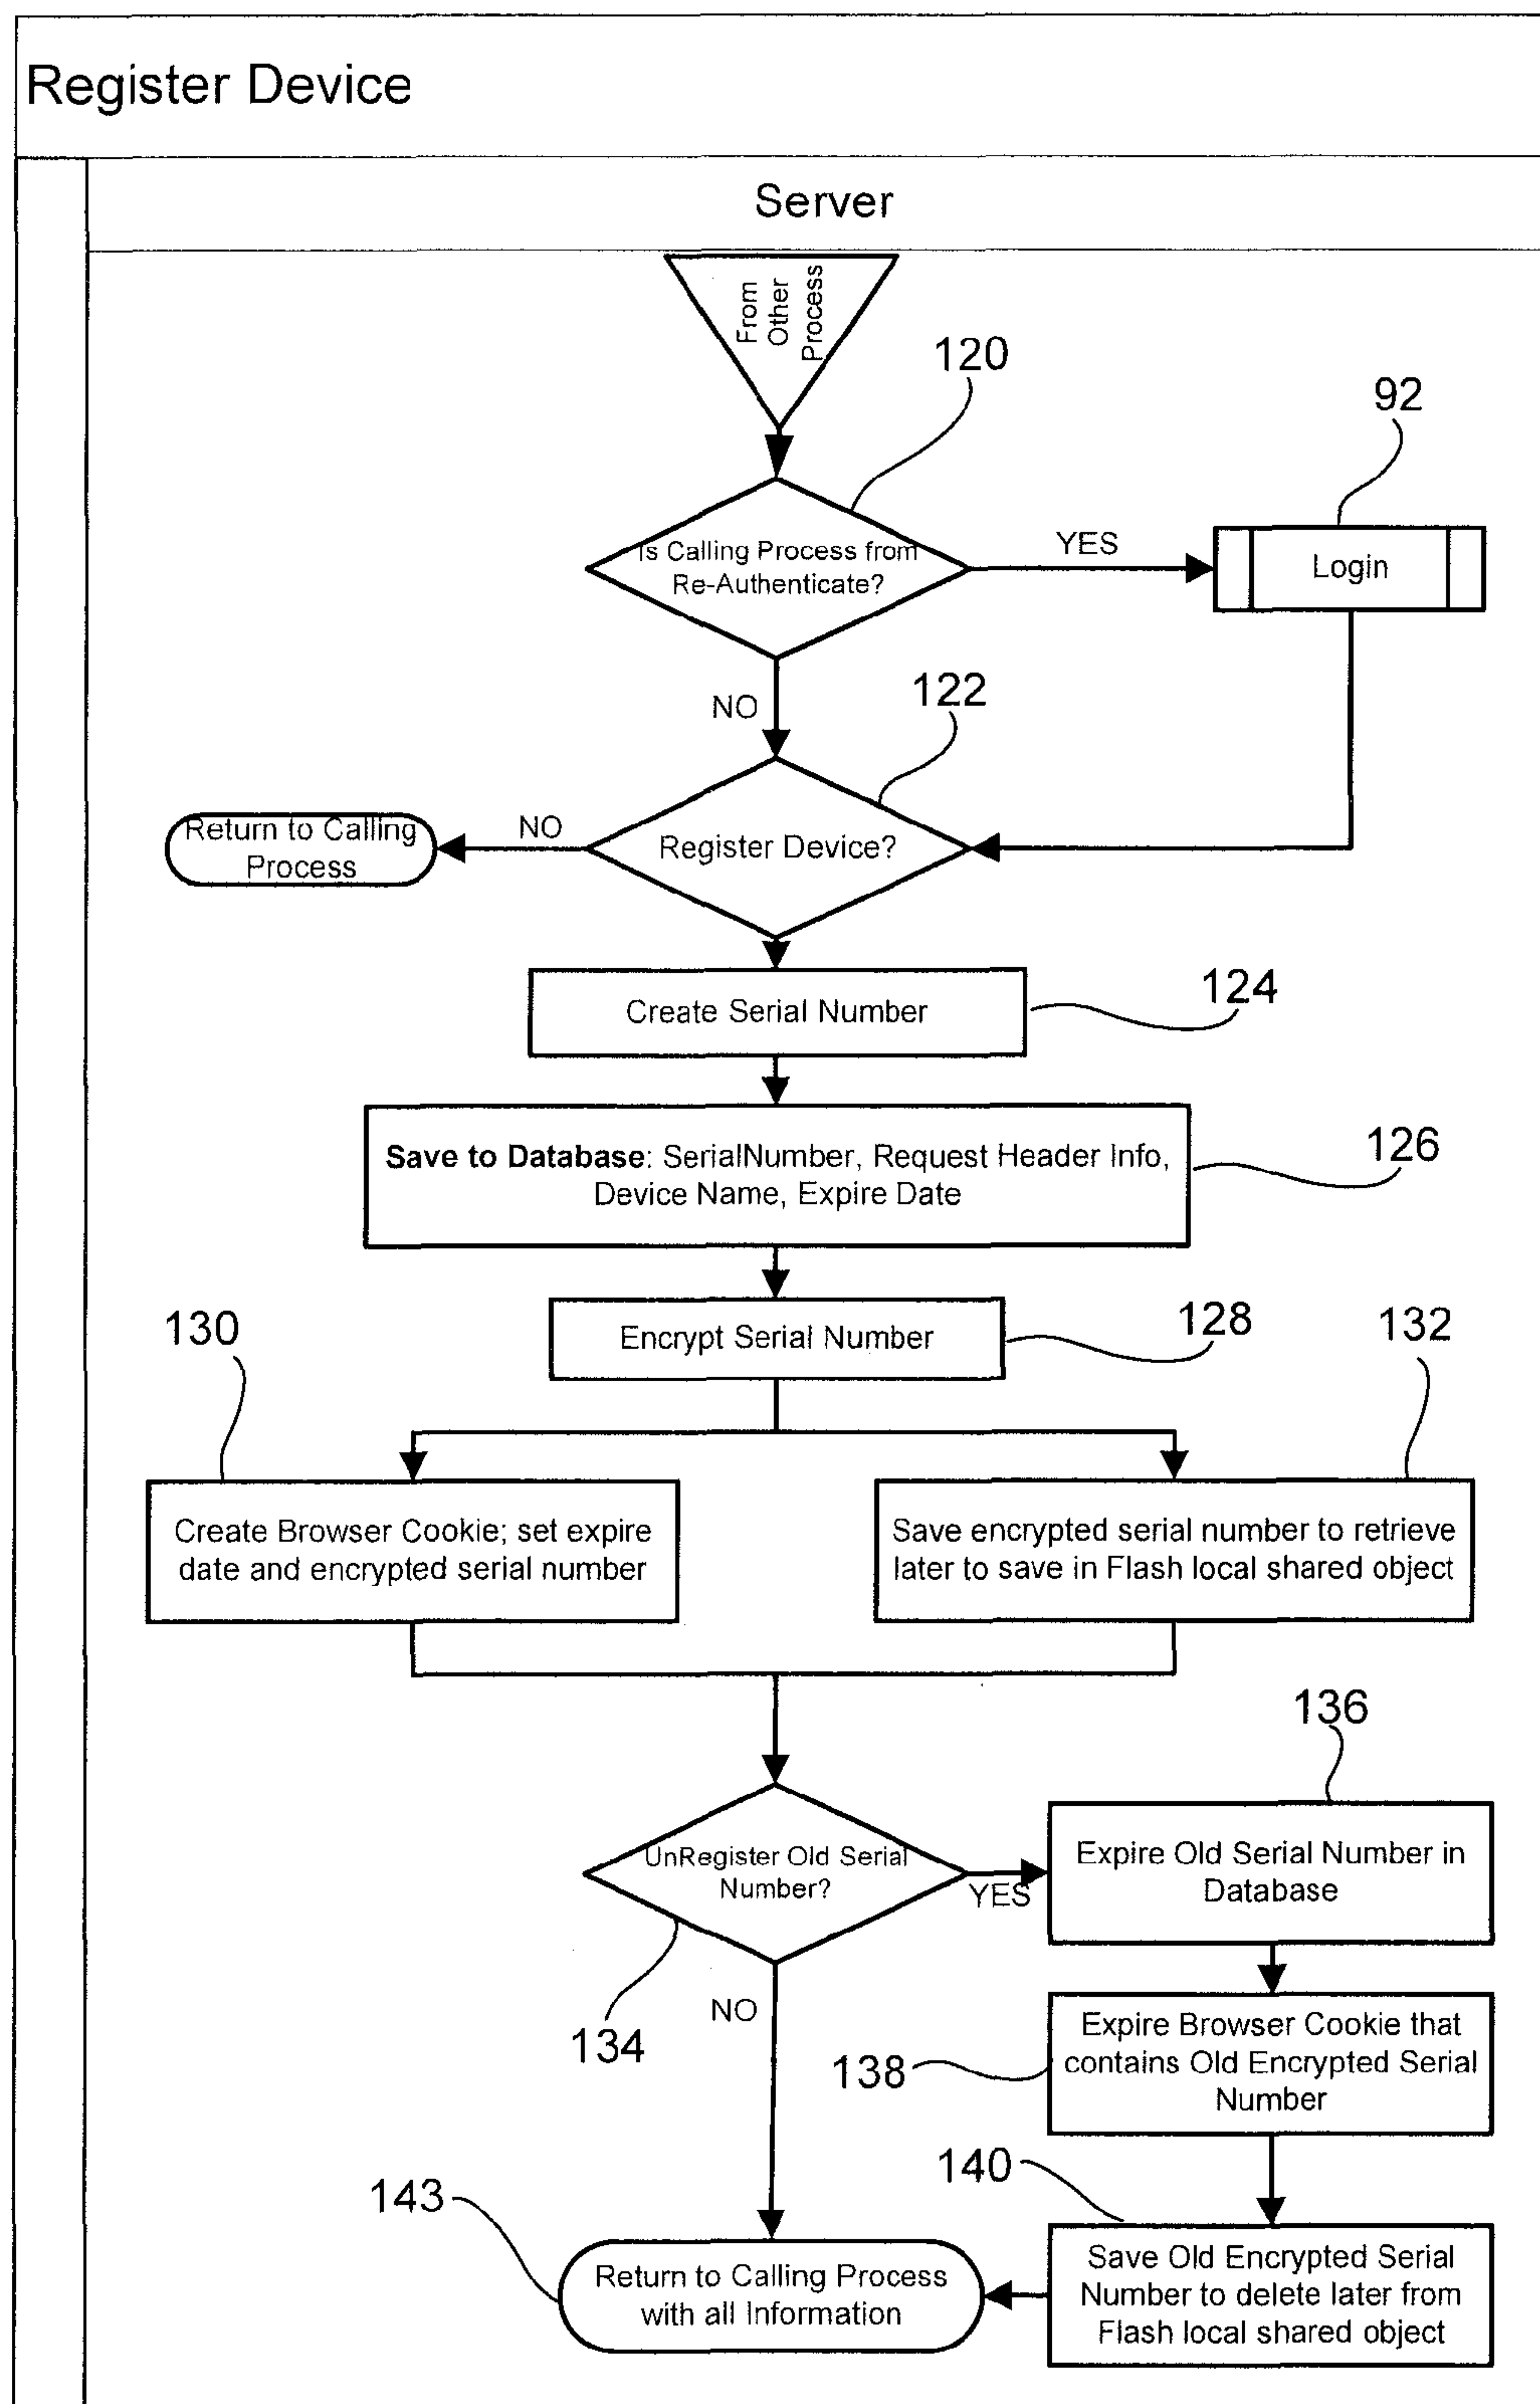 Register Device
Server
From
Other
Process
120
92
Is Calling Process from
Re-Authenticate?
YES
Login
NO
122
Return to Calling
Process
NO
Register Device?
Create Serial Number
124
Save to Database: SerialNumber, Request Header Info,
Device Name, Expire Date
126
130
Encrypt Serial Number
128
132
Create Browser Cookie; set expire
date and encrypted serial number
Save encrypted serial number to retrieve
later to save in Flash local shared object
136
UnRegister Old Serial
Number?
YES
Expire Old Serial Number in
Database
NO
134
138
Expire Browser Cookie that
contains Old Encrypted Serial
Number
140
143
Return to Calling Process
with all Information
Save Old Encrypted Serial
Number to delete later from
Flash local shared object